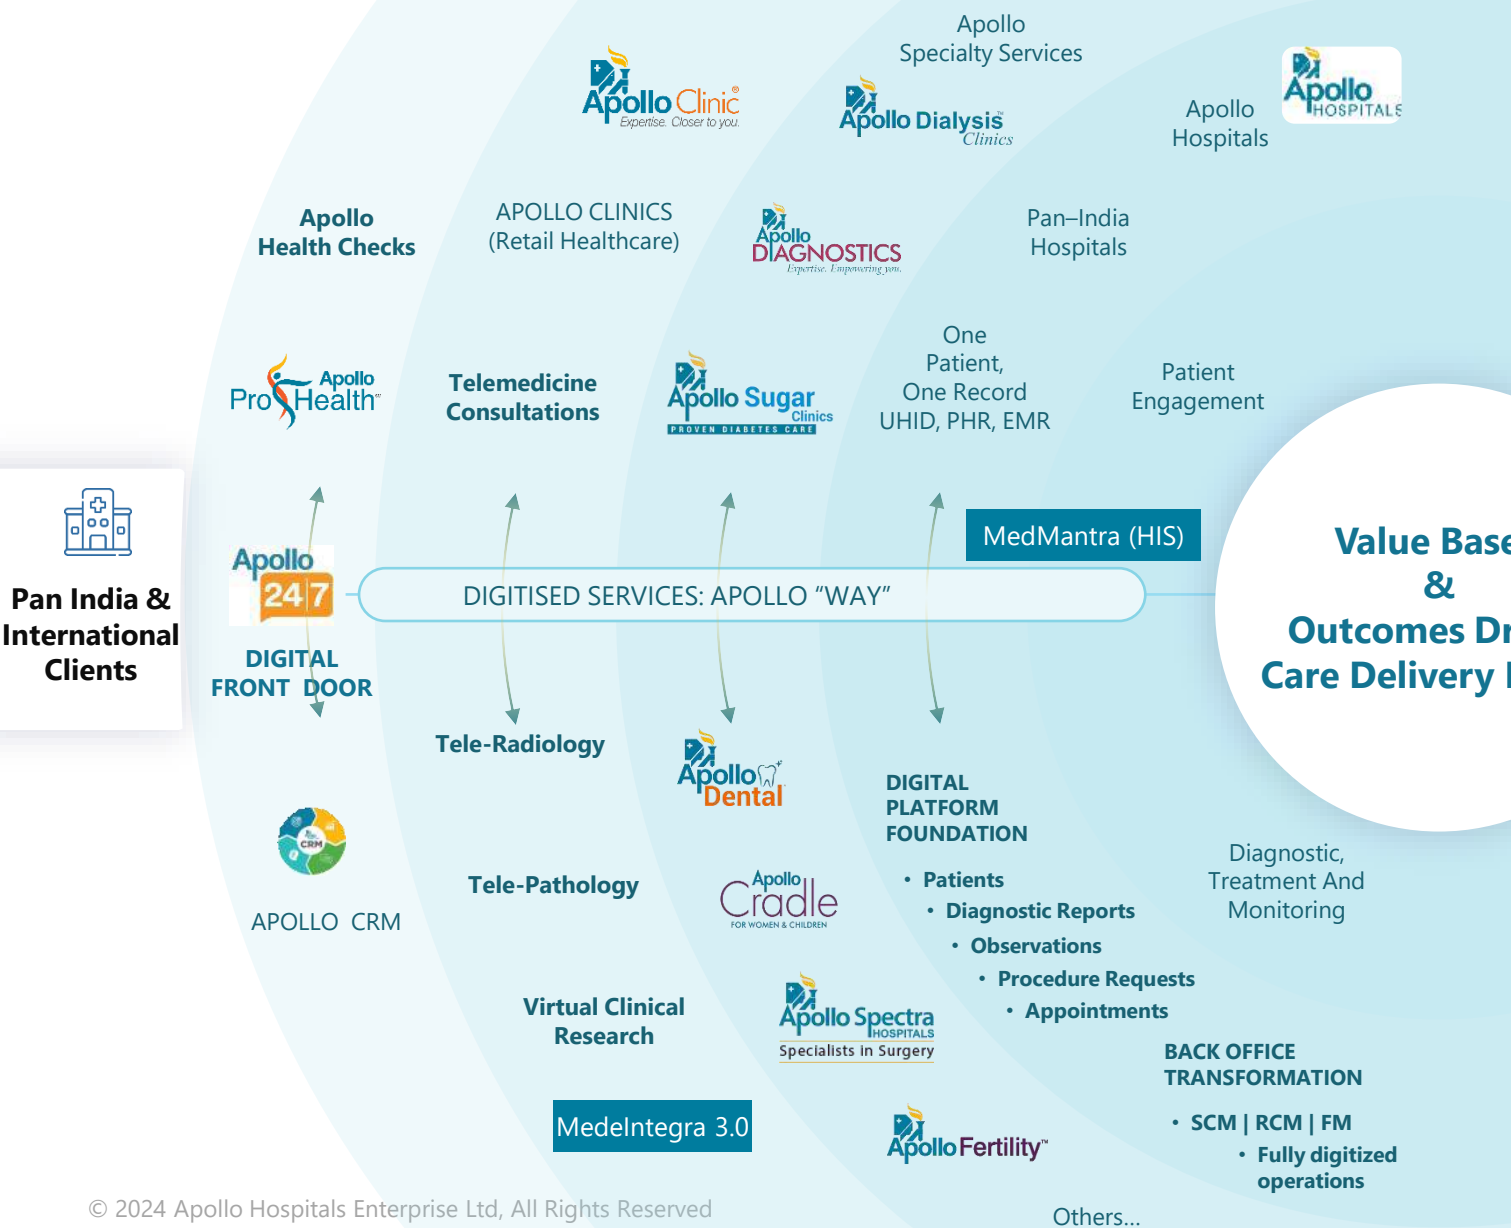 Apollo
Specialty Services
Apollo Clinic®
Expertise. Closer to you.
Apollo Dialysis™
Clinics
Apollo
Hospitals
Apollo
HOSPITALS
Apollo
Health Checks
APOLLO CLINICS
(Retail Healthcare)
Apollo
DIAGNOSTICS
Expertise. Empowering you.
Pan–India
Hospitals
Apollo
ProHealth
Telemedicine
Consultations
Apollo Sugar
Clinics
PROVEN DIABETES CARE
One
Patient,
One Record
UHID, PHR, EMR
Patient
Engagement
Pan India &
International
Clients
Apollo
24|7
DIGITAL
FRONT DOOR
DIGITISED SERVICES: APOLLO “WAY”
MedMantra (HIS)
Value Base
&
Outcomes Dr
Care Delivery
Tele-Radiology
Apollo
Dental
CRM
APOLLO CRM
Tele-Pathology
Apollo
Cradle
FOR WOMEN & CHILDREN
DIGITAL
PLATFORM
FOUNDATION
• Patients
• Diagnostic Reports
• Observations
• Procedure Requests
• Appointments
Diagnostic,
Treatment And
Monitoring
Virtual Clinical
Research
Apollo Spectra
HOSPITALS
Specialists in Surgery
BACK OFFICE
TRANSFORMATION
• SCM | RCM | FM
• Fully digitized
operations
MedeIntegra 3.0
Apollo Fertility™
Others...
© 2024 Apollo Hospitals Enterprise Ltd, All Rights Reserved